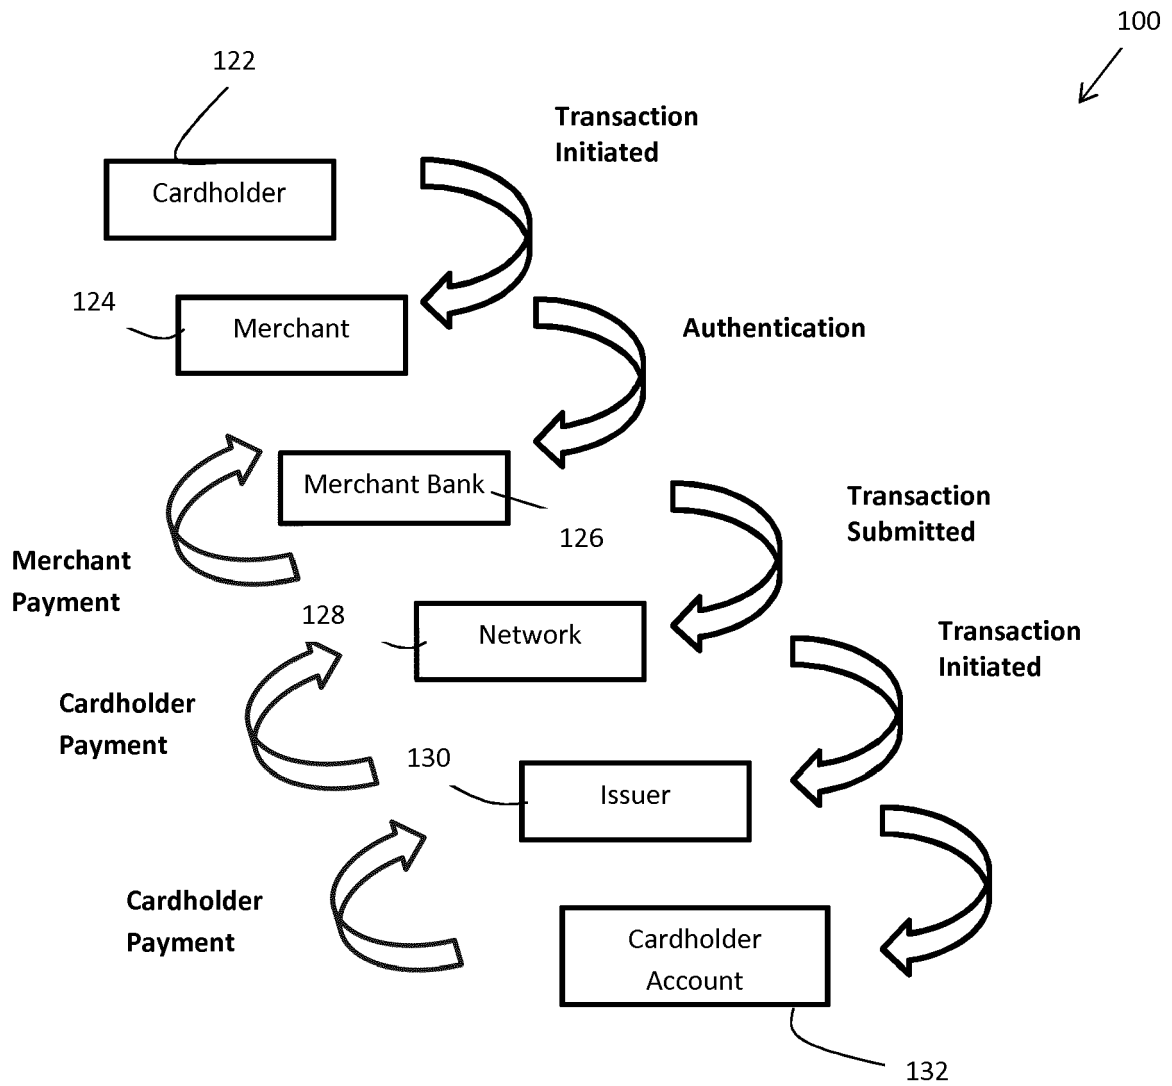 100
122
Transaction
Initiated
Cardholder
124
Merchant
Authentication
Merchant Bank
126
Transaction
Submitted
Merchant
Payment
128
Network
Transaction
Initiated
Cardholder
Payment
130
Issuer
Cardholder
Payment
Cardholder
Account
132